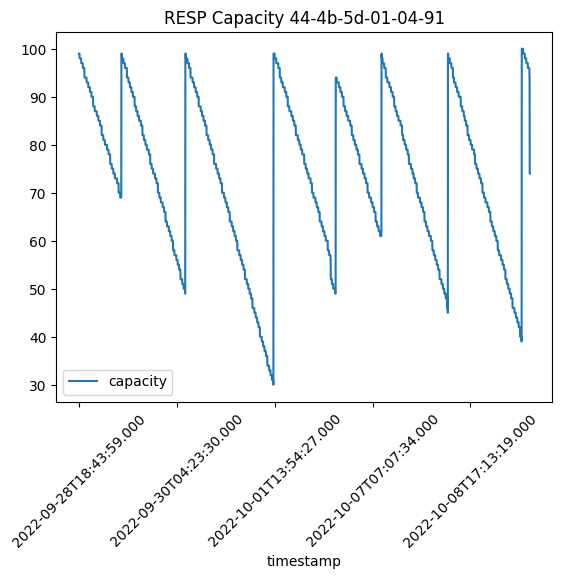 RESP Capacity 44-4b-5d-01-04-91
100
90
80
70
60
50
40
30
capacity
2022-09-28T18:43:59.000
2022-09-30T04:23:30.000
2022-10-01T13:54:27.000
2022-10-07T07:07:34.000
2022-10-08T17:13:19.000
timestamp